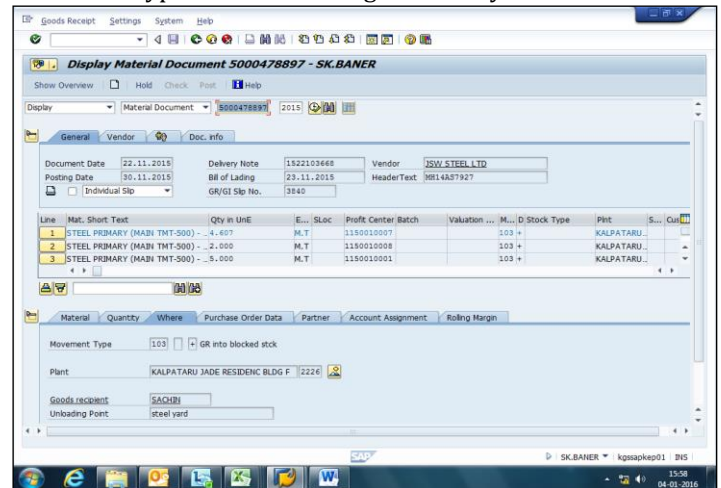 Goods Receipt Settings System Help
Display Material Document 5000478897 - SK.BANER
Show Overview Hold Check Post Help
Display Material Document 5000478897 2015
General Vendor Doc. info
Document Date 22.11.2015 Delivery Note 1522103668 Vendor JSW STEEL LTD
Posting Date 30.11.2015 Bill of Lading 23.11.2015 HeaderText MH14AS7927
Individual Slip GR/GI Slip No. 3840
Line Mat. Short Text Qty in UnE E... SLoc Profit Center Batch Valuation ... M... D Stock Type Plnt S... Cu
1 STEEL PRIMARY (MAIN TMT-500) - ... 4.607 M.T 1150010007 103 + KALPATARU...
2 STEEL PRIMARY (MAIN TMT-500) - ... 2.000 M.T 1150010008 103 + KALPATARU...
3 STEEL PRIMARY (MAIN TMT-500) - ... 5.000 M.T 1150010001 103 + KALPATARU...
Material Quantity Where Purchase Order Data Partner Account Assignment Rolling Margin
Movement Type 103 + GR into blocked stck
Plant KALPATARU JADE RESIDENC BLDG F 2226
Goods recipient SACHIN
Unloading Point steel yard
SAP SK.BANER kgssapkep01 INS
15:58
04-01-2016